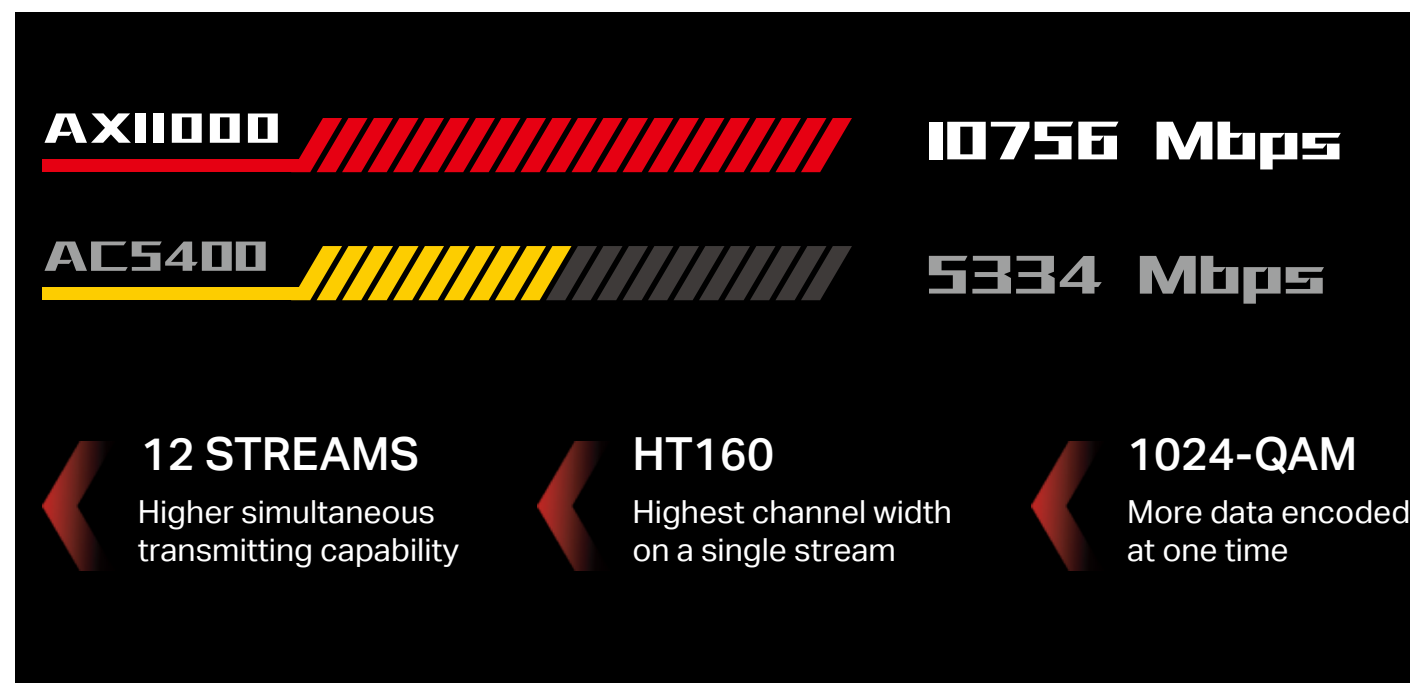 AX11000
10756 Mbps
AC5400
5334 Mbps
12 STREAMS
Higher simultaneous
transmitting capability
HT160
Highest channel width
on a single stream
1024-QAM
More data encoded
at one time